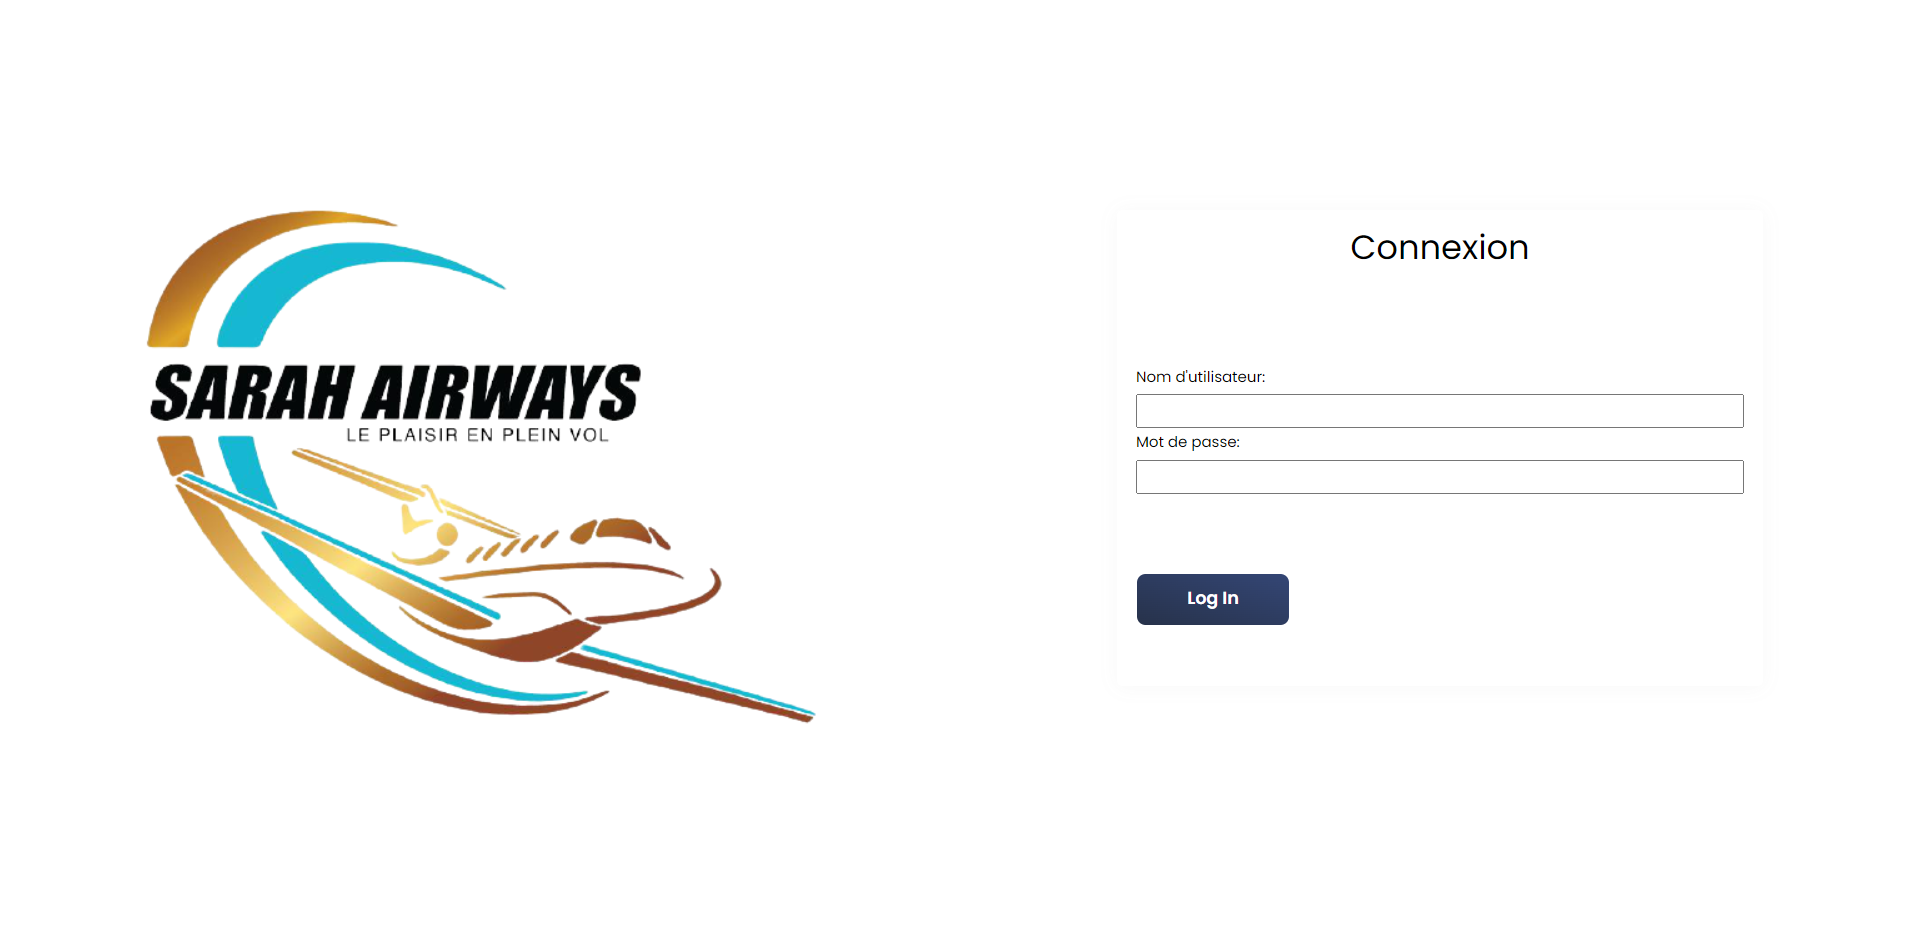 SARAH AIRWAYS
LE PLAISIR EN PLEIN VOL
Connexion
Nom d'utilisateur:
Mot de passe:
Log In